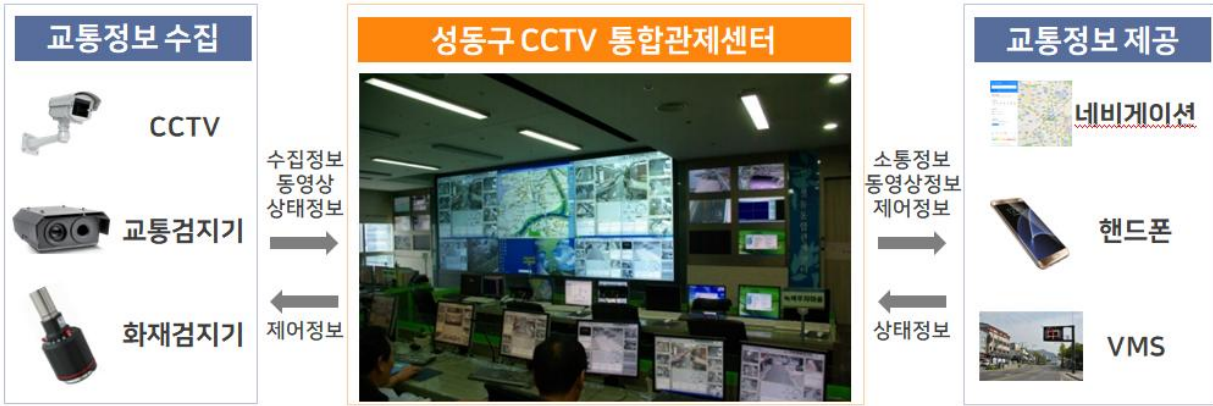 교통정보 수집
CCTV
교통검지기
화재검지기
수집정보
동영상
상태정보
제어정보
성동구 CCTV 통합관제센터
소통정보
동영상정보
제어정보
상태정보
교통정보 제공
네비게이션
핸드폰
VMS